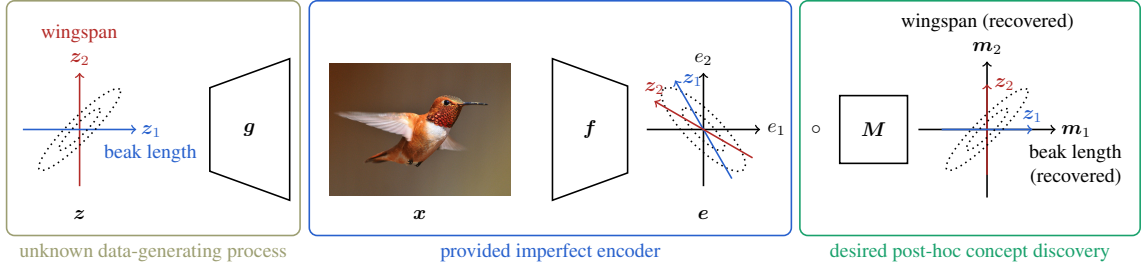 wingspan
z₂
z₁
beak length
z
g
x
f
e₂
z₁
z₂
e₁
e
∘
M
wingspan (recovered)
m₂
z₂
z₁
m₁
beak length
(recovered)
unknown data-generating process
provided imperfect encoder
desired post-hoc concept discovery